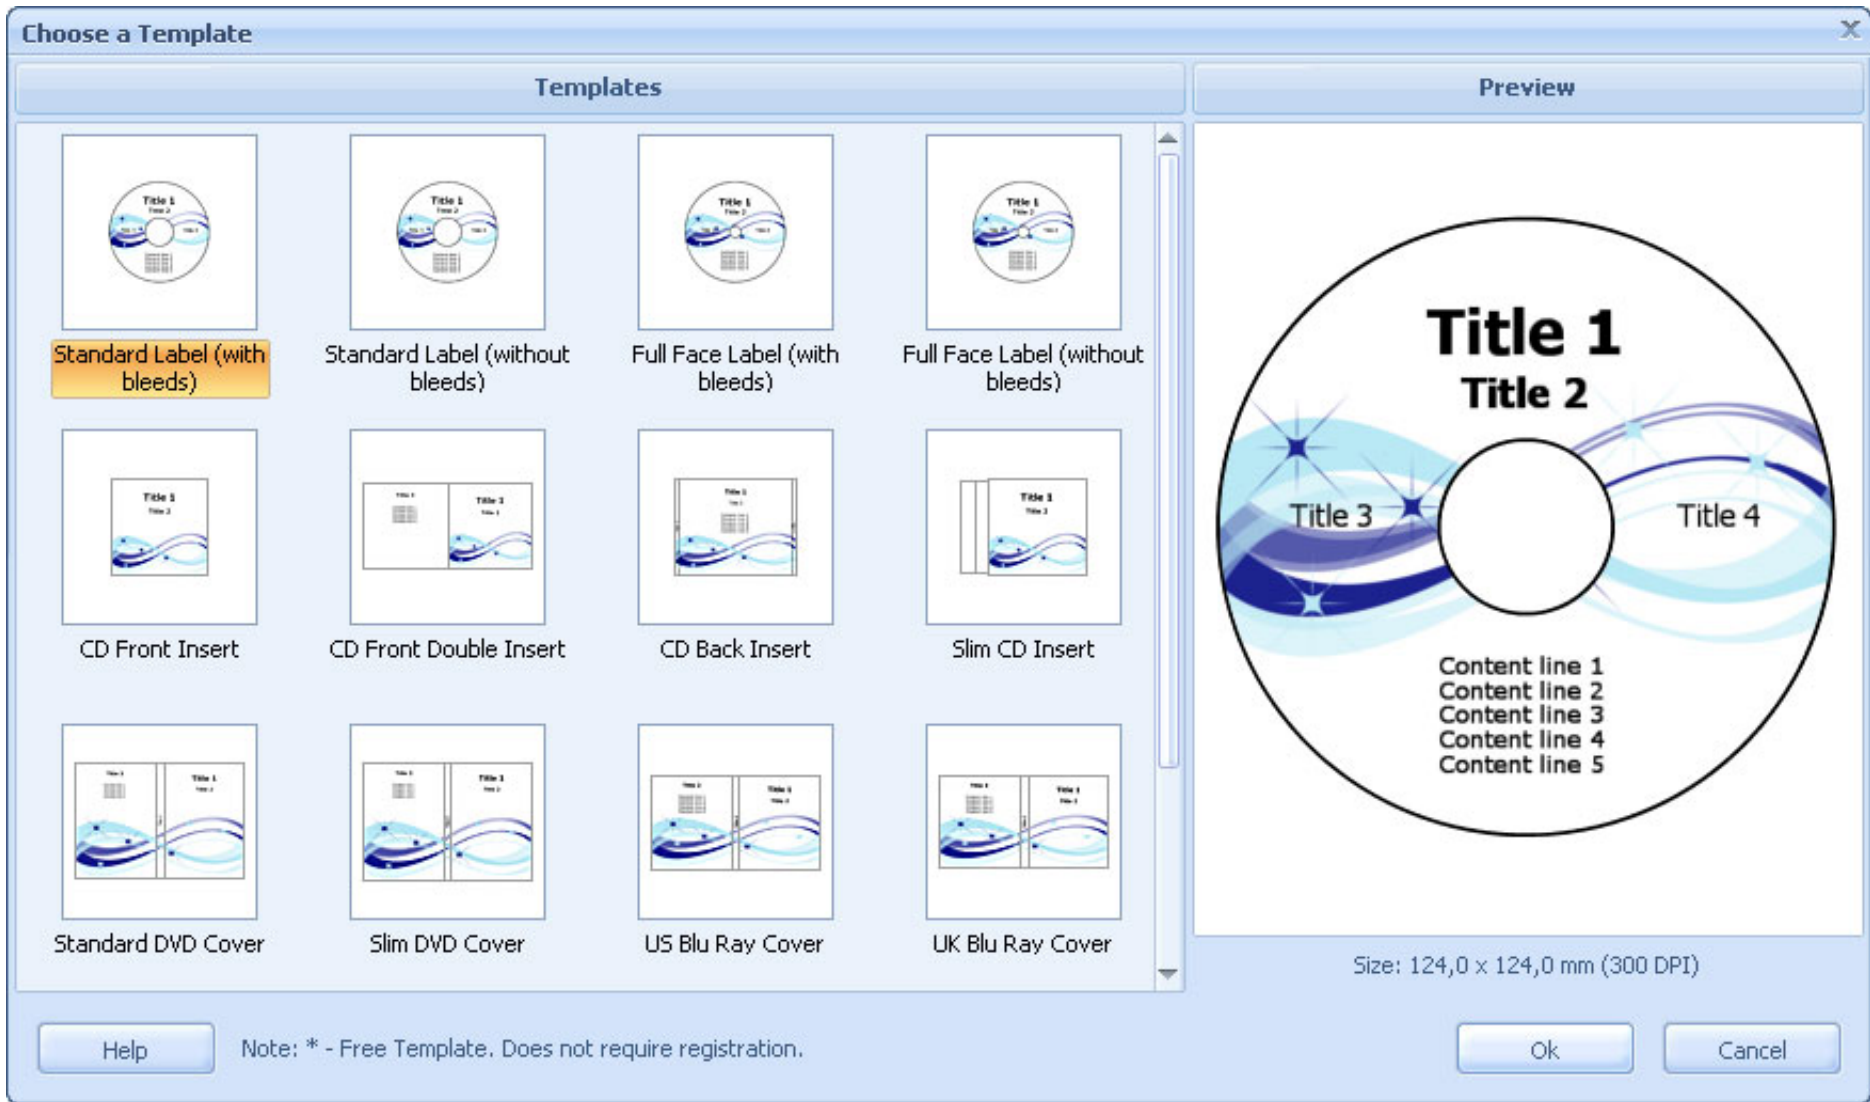 Choose a Template
Templates
Preview
Standard Label (with
bleeds)
Standard Label (without
bleeds)
Full Face Label (with
bleeds)
Full Face Label (without
bleeds)
CD Front Insert
CD Front Double Insert
CD Back Insert
Slim CD Insert
Standard DVD Cover
Slim DVD Cover
US Blu Ray Cover
UK Blu Ray Cover
Title 1
Title 2
Title 3
Title 4
Content line 1
Content line 2
Content line 3
Content line 4
Content line 5
Size: 124,0 x 124,0 mm (300 DPI)
Help
Note: * - Free Template. Does not require registration.
Ok
Cancel